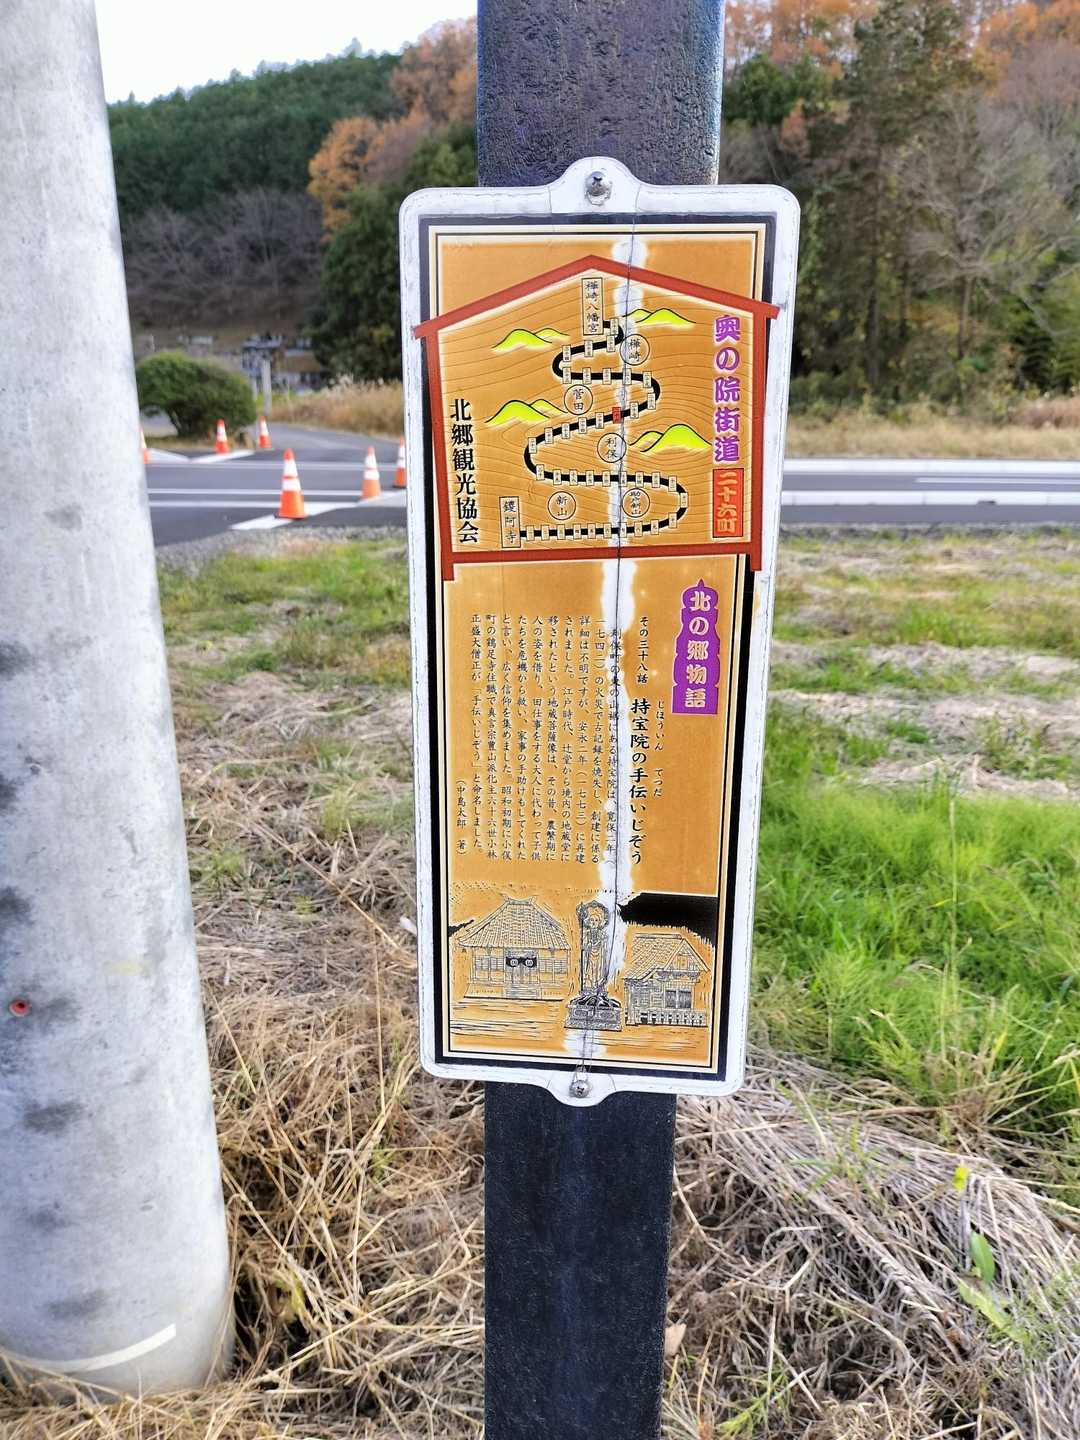 奥の院街道
二十六町
樺崎八幡宮
樺崎
菅田
利保
助戸新山
新山
鑁阿寺
北郷観光協会
北の郷物語
その三十八話
持宝院の手伝いじぞう
じほういん
てつだ
利保町の東の山裾にある持宝院は、寛保二年(
一七四二)の火災で古記録を焼失し、創建に係る
詳細は不明ですが、安永二年(一七七三)に再建
されました。江戸時代、辻堂から境内の地蔵堂に
移されたという地蔵菩薩像は、その昔、農繁期に
人の姿を借り、田仕事をする大人に代わって子供
たちを危機から救い、家事の手助けもしてくれた
と言い、広く信仰を集めました。昭和初期に小俣
町の鶏足寺住職で真言宗豊山派化主六十六世小林
正盛大僧正が「手伝いじぞう」と命名しました。
(中島太郎 著)